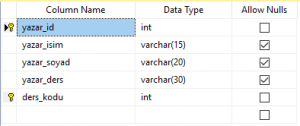 Column Name Data Type Allow Nulls
yazar_id int
yazar_isim varchar(15)
yazar_soyad varchar(20)
yazar_ders varchar(30)
ders_kodu int